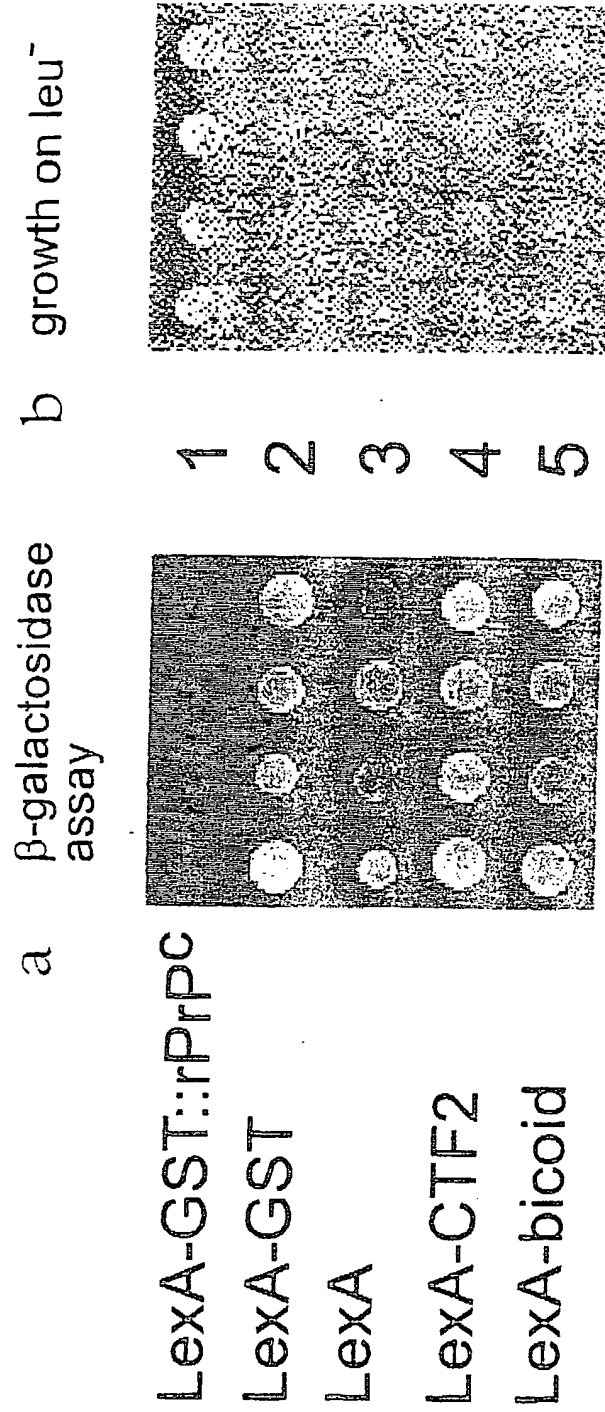 a β-galactosidase
assay
b growth on leu⁻
LexA-GST::rPrPᶜ
LexA-GST
LexA
LexA-CTF2
LexA-bicoid
1
2
3
4
5